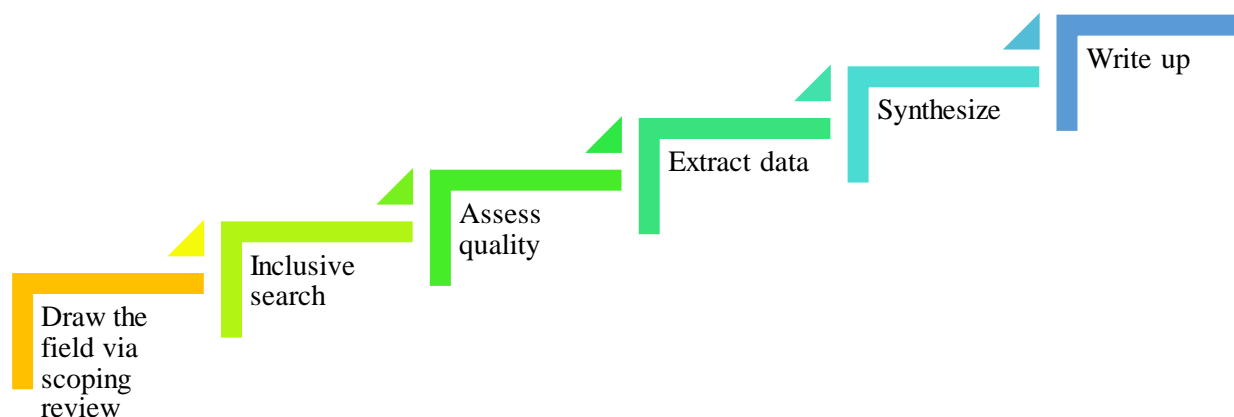 Draw the
field via
scoping
review
Inclusive
search
Assess
quality
Extract data
Synthesize
Write up